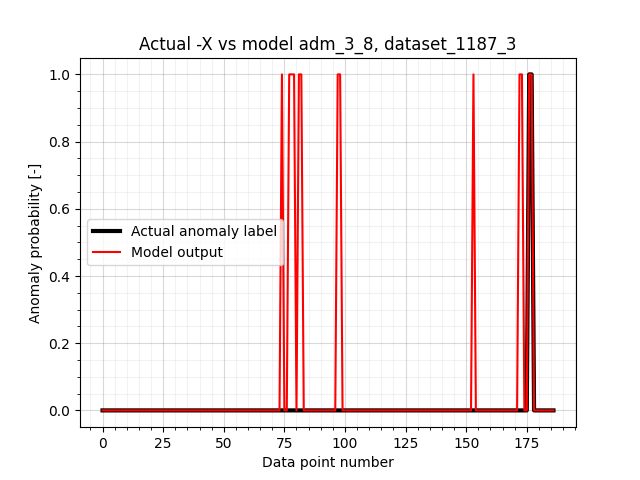 Actual -X vs model adm_3_8, dataset_1187_3
Anomaly probability [-]
1.0
0.8
0.6
0.4
0.2
0.0
Actual anomaly label
Model output
0 25 50 75 100 125 150 175
Data point number